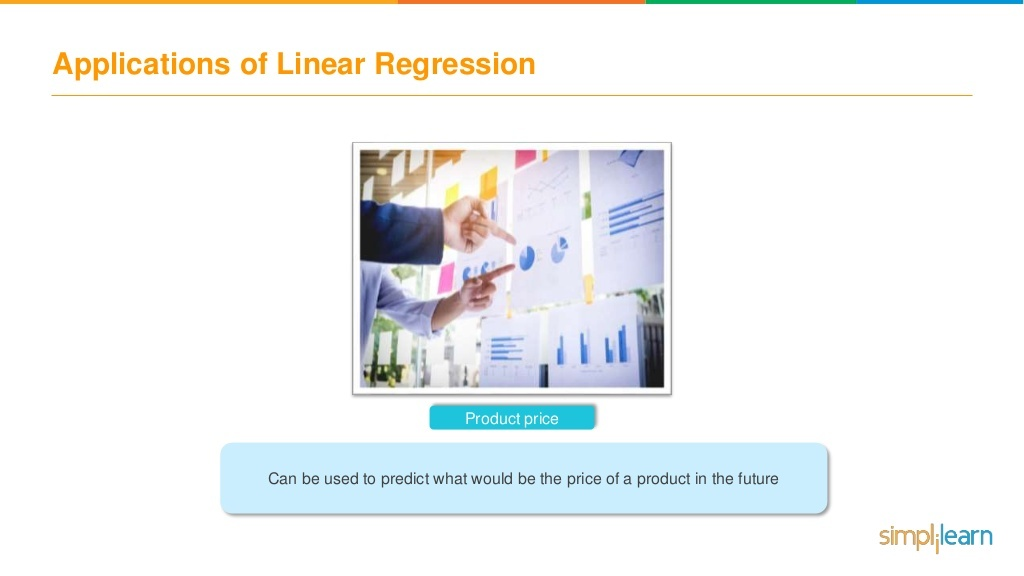 Applications of Linear Regression
Product price
Can be used to predict what would be the price of a product in the future
simplilearn